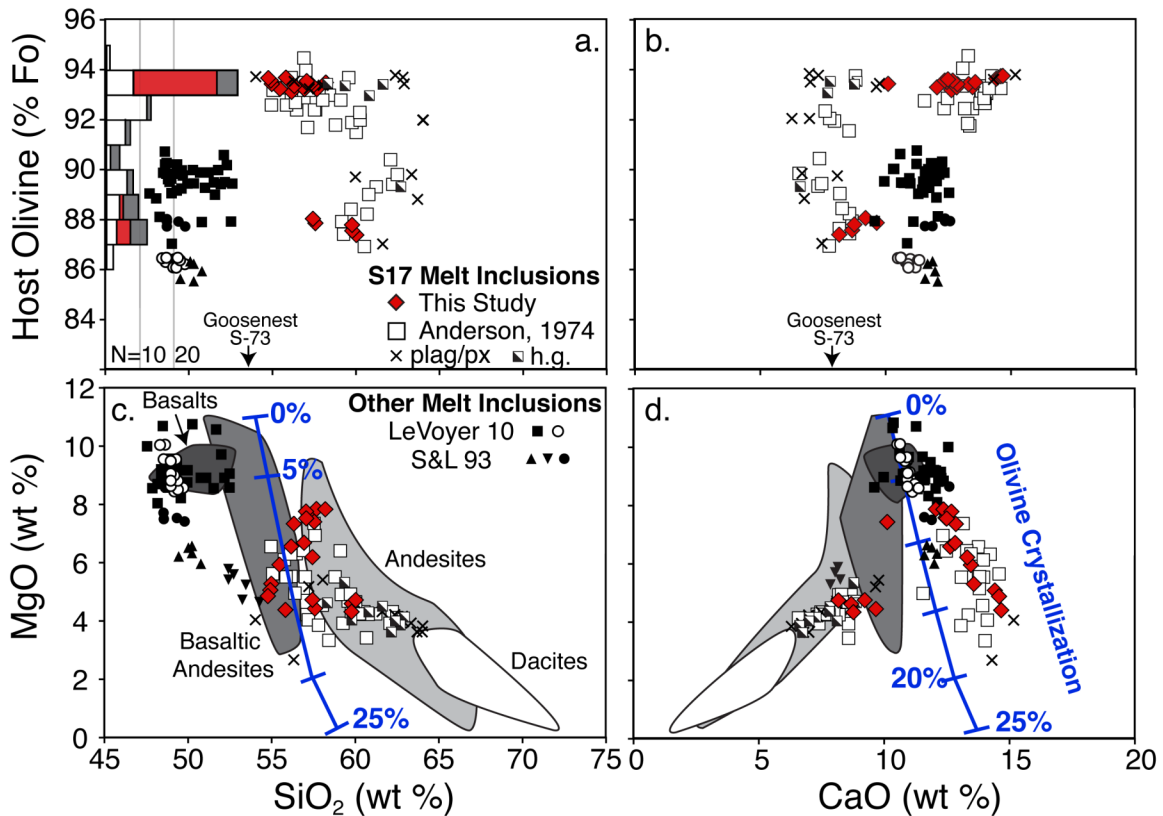 Host Olivine (% Fo)
96
94
92
90
88
86
84
a.
S17 Melt Inclusions
This Study
Anderson, 1974
plag/px h.g.
Goosenest
S-73
N=10 20
b.
Goosenest
S-73
MgO (wt %)
12
10
8
6
4
2
0
c.
Basalts
0%
5%
25%
Other Melt Inclusions
LeVoyer 10
S&L 93
Andesites
Basaltic
Andesites
Dacites
45 50 55 60 65 70 75
SiO₂ (wt %)
d.
0%
20%
25%
Olivine Crystallization
0 5 10 15 20
CaO (wt %)